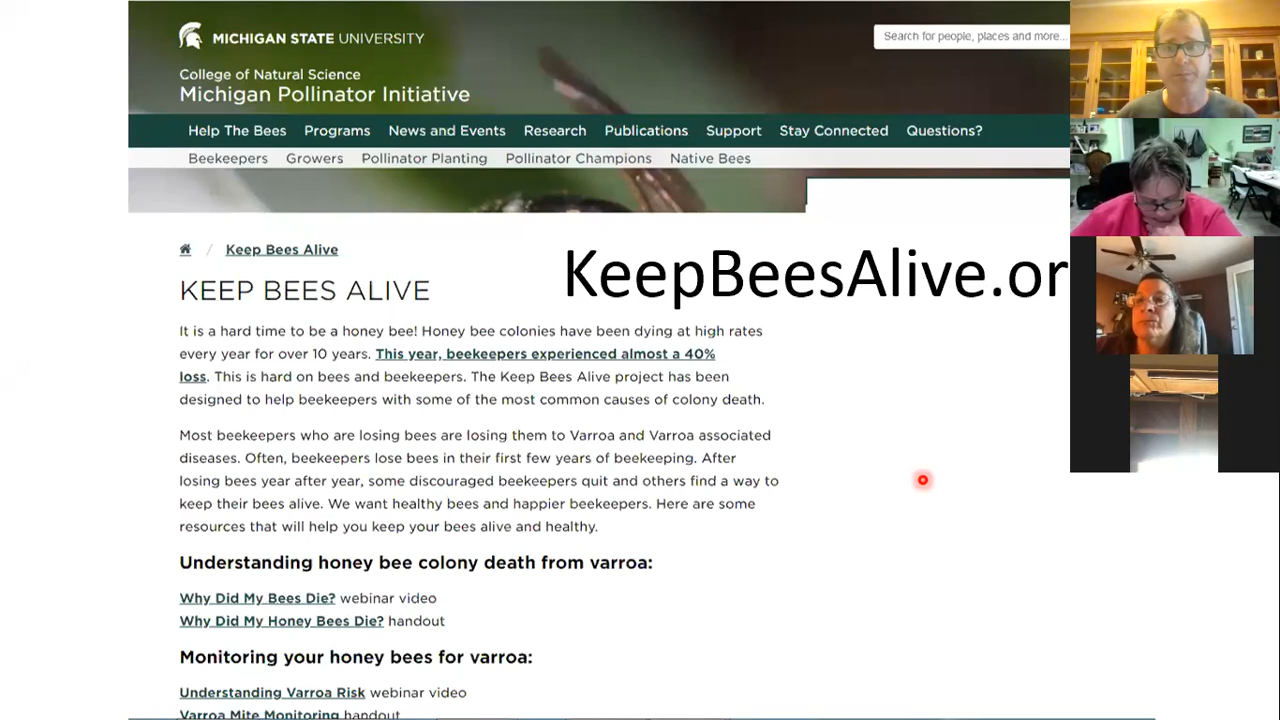 MICHIGAN STATE UNIVERSITY
Search for people, places and more...
College of Natural Science
Michigan Pollinator Initiative
Help The Bees Programs News and Events Research Publications Support Stay Connected Questions?
Beekeepers Growers Pollinator Planting Pollinator Champions Native Bees
/ Keep Bees Alive
KeepBeesAlive.or
KEEP BEES ALIVE
It is a hard time to be a honey bee! Honey bee colonies have been dying at high rates
every year for over 10 years. This year, beekeepers experienced almost a 40%
loss. This is hard on bees and beekeepers. The Keep Bees Alive project has been
designed to help beekeepers with some of the most common causes of colony death.
Most beekeepers who are losing bees are losing them to Varroa and Varroa associated
diseases. Often, beekeepers lose bees in their first few years of beekeeping. After
losing bees year after year, some discouraged beekeepers quit and others find a way to
keep their bees alive. We want healthy bees and happier beekeepers. Here are some
resources that will help you keep your bees alive and healthy.
Understanding honey bee colony death from varroa:
Why Did My Bees Die? webinar video
Why Did My Honey Bees Die? handout
Monitoring your honey bees for varroa:
Understanding Varroa Risk webinar video
Varroa Mite Monitoring handout